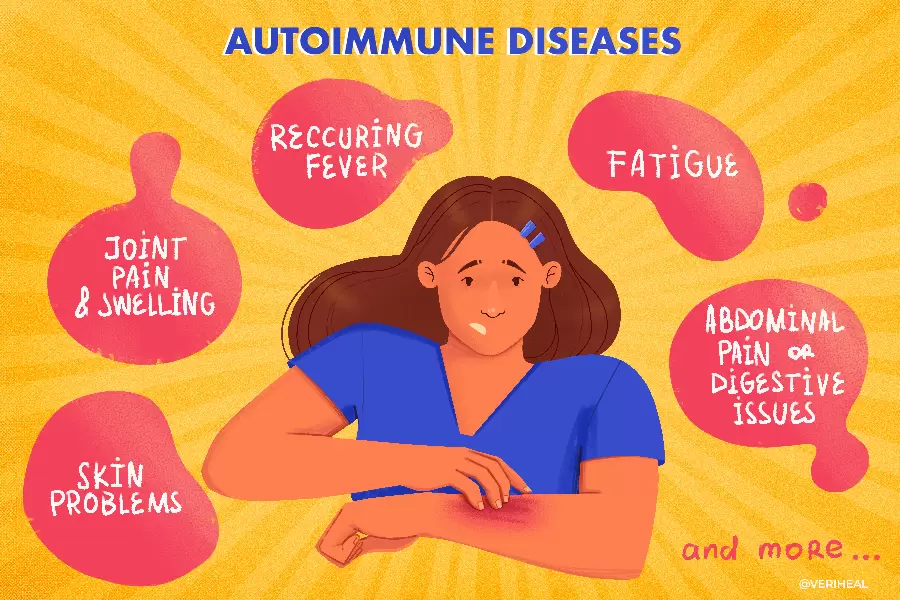 AUTOIMMUNE DISEASES
RECCURING
FEVER
FATIGUE
JOINT
PAIN
& SWELLING
ABDOMINAL
PAIN OR
DIGESTIVE
ISSUES
SKIN
PROBLEMS
and more...
@VERIHEAL